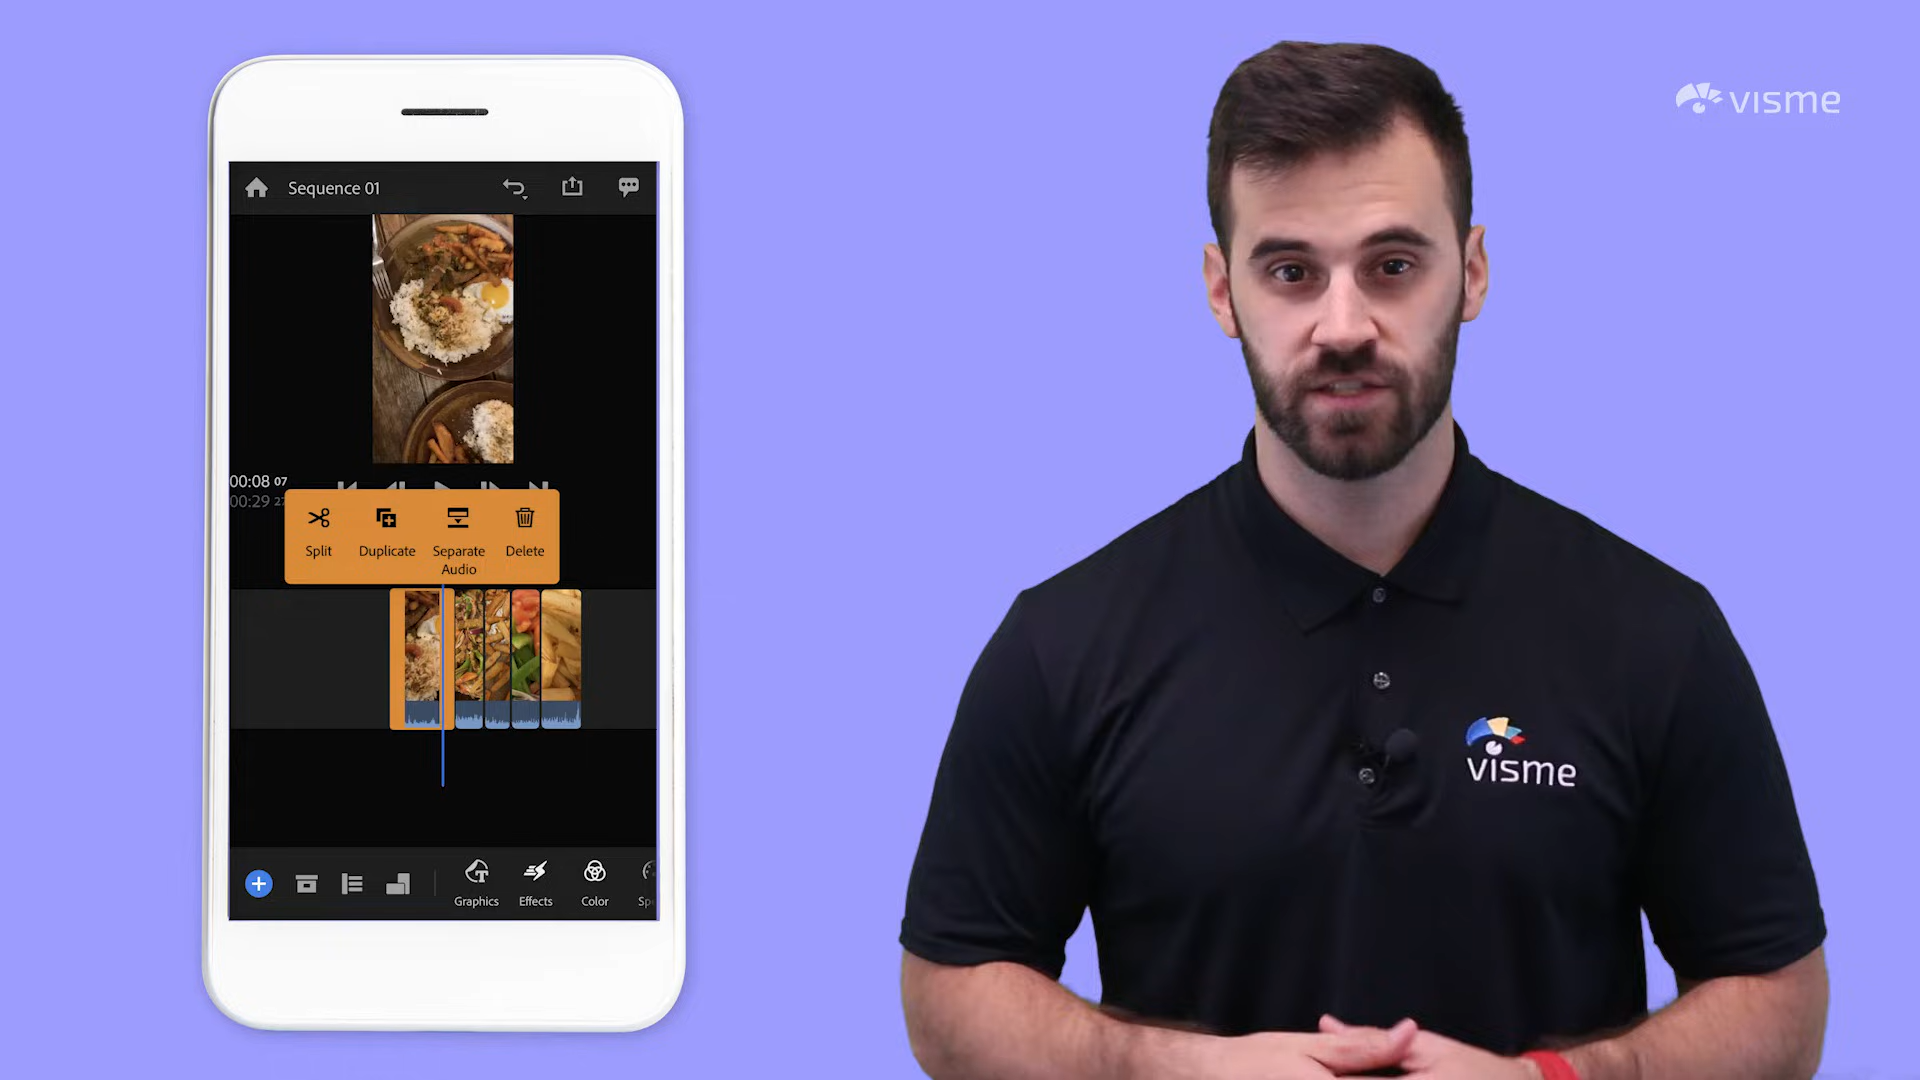 Sequence 01
visme
00:08 07
00:29
Split
Duplicate
Separate
Audio
Delete
visme
Graphics
Effects
Color